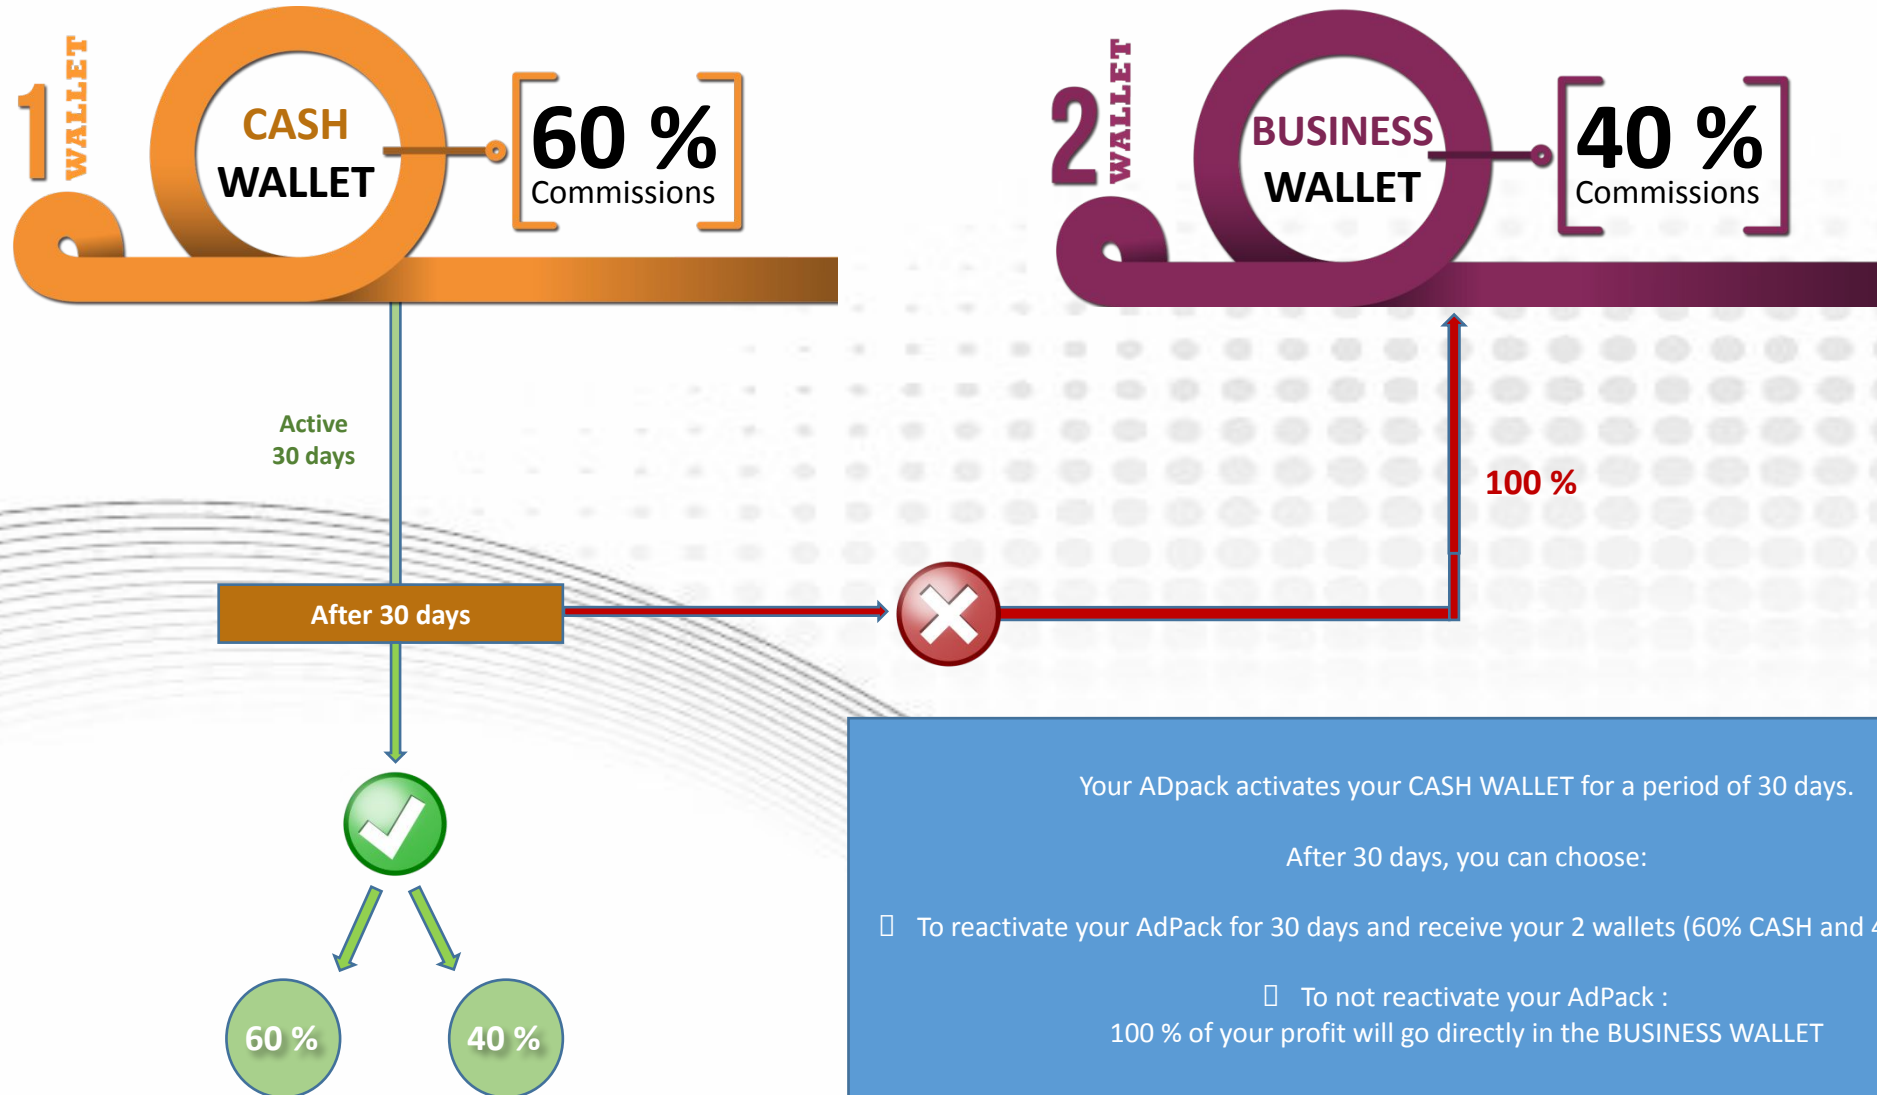 1 WALLET
CASH
WALLET
60 %
Commissions
2 WALLET
BUSINESS
WALLET
40 %
Commissions
Active
30 days
100 %
After 30 days
60 %
40 %
Your ADpack activates your CASH WALLET for a period of 30 days.
After 30 days, you can choose:
To reactivate your AdPack for 30 days and receive your 2 wallets (60% CASH and
To not reactivate your AdPack :
100 % of your profit will go directly in the BUSINESS WALLET